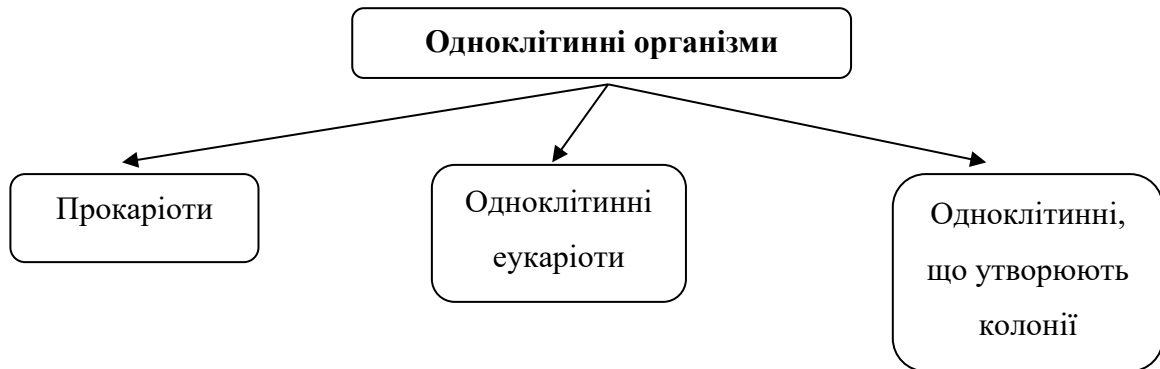 Одноклітинні організми
Прокаріоти
Одноклітинні
еукаріоти
Одноклітинні,
що утворюють
колонії